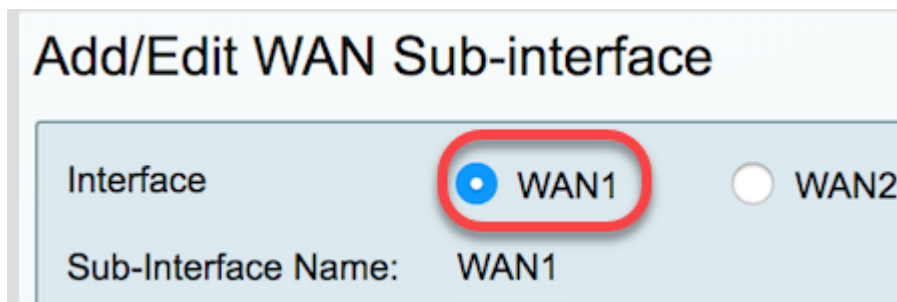 Add/Edit WAN Sub-interface
Interface WAN1 WAN2
Sub-Interface Name: WAN1